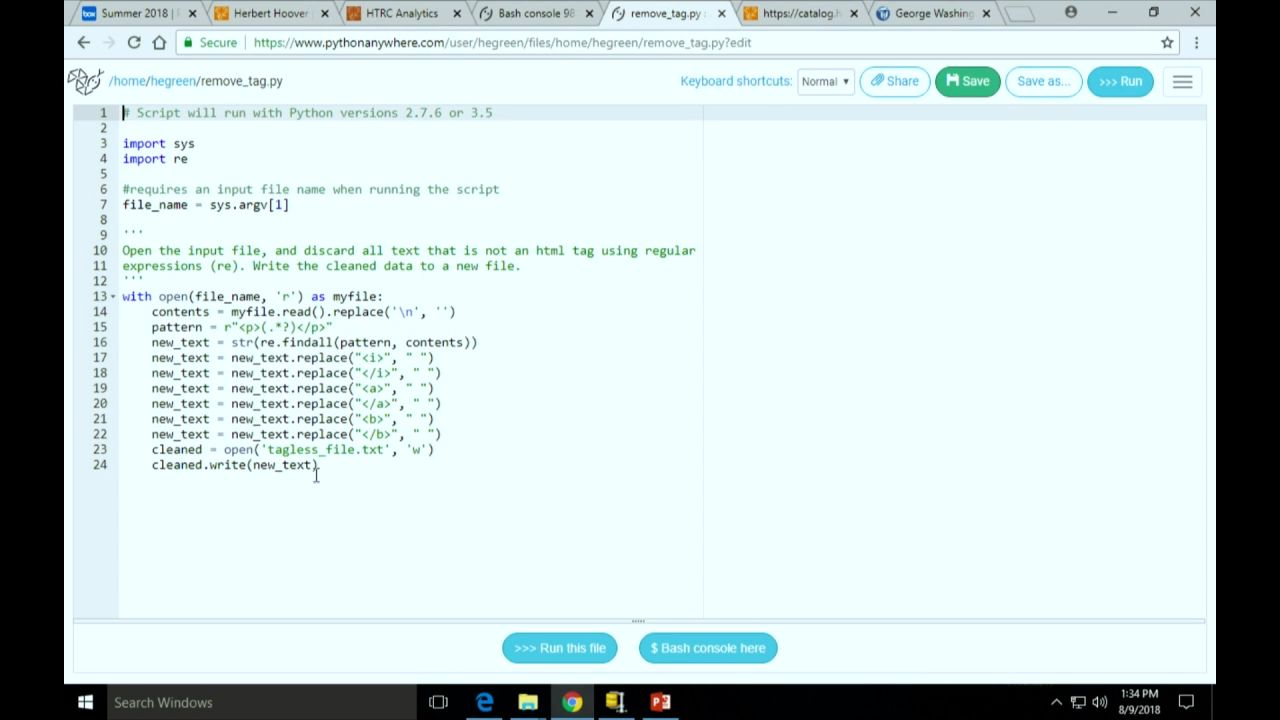 Summer 2018 |
Herbert Hoover
HTRC Analytics
Bash console 98
remove_tag.py :
https://catalog.h
George Washing
Secure
https://www.pythonanywhere.com/user/hegreen/files/home/hegreen/remove_tag.py?edit
/home/hegreen/remove_tag.py
Keyboard shortcuts:
Normal
Share
Save
Save as...
>>> Run
1 # Script will run with Python versions 2.7.6 or 3.5
2
3 import sys
4 import re
5
6 #requires an input file name when running the script
7 file_name = sys.argv[1]
8
9 '''
10 Open the input file, and discard all text that is not an html tag using regular
11 expressions (re). Write the cleaned data to a new file.
12 '''
13 with open(file_name, 'r') as myfile:
14 contents = myfile.read().replace('\n', '')
15 pattern = r"<p>(.*?)</p>"
16 new_text = str(re.findall(pattern, contents))
17 new_text = new_text.replace("<i>", " ")
18 new_text = new_text.replace("</i>", " ")
19 new_text = new_text.replace("<a>", " ")
20 new_text = new_text.replace("</a>", " ")
21 new_text = new_text.replace("<b>", " ")
22 new_text = new_text.replace("</b>", " ")
23 cleaned = open('tagless_file.txt', 'w')
24 cleaned.write(new_text)
>>> Run this file
$ Bash console here
Search Windows
1:34 PM
8/9/2018